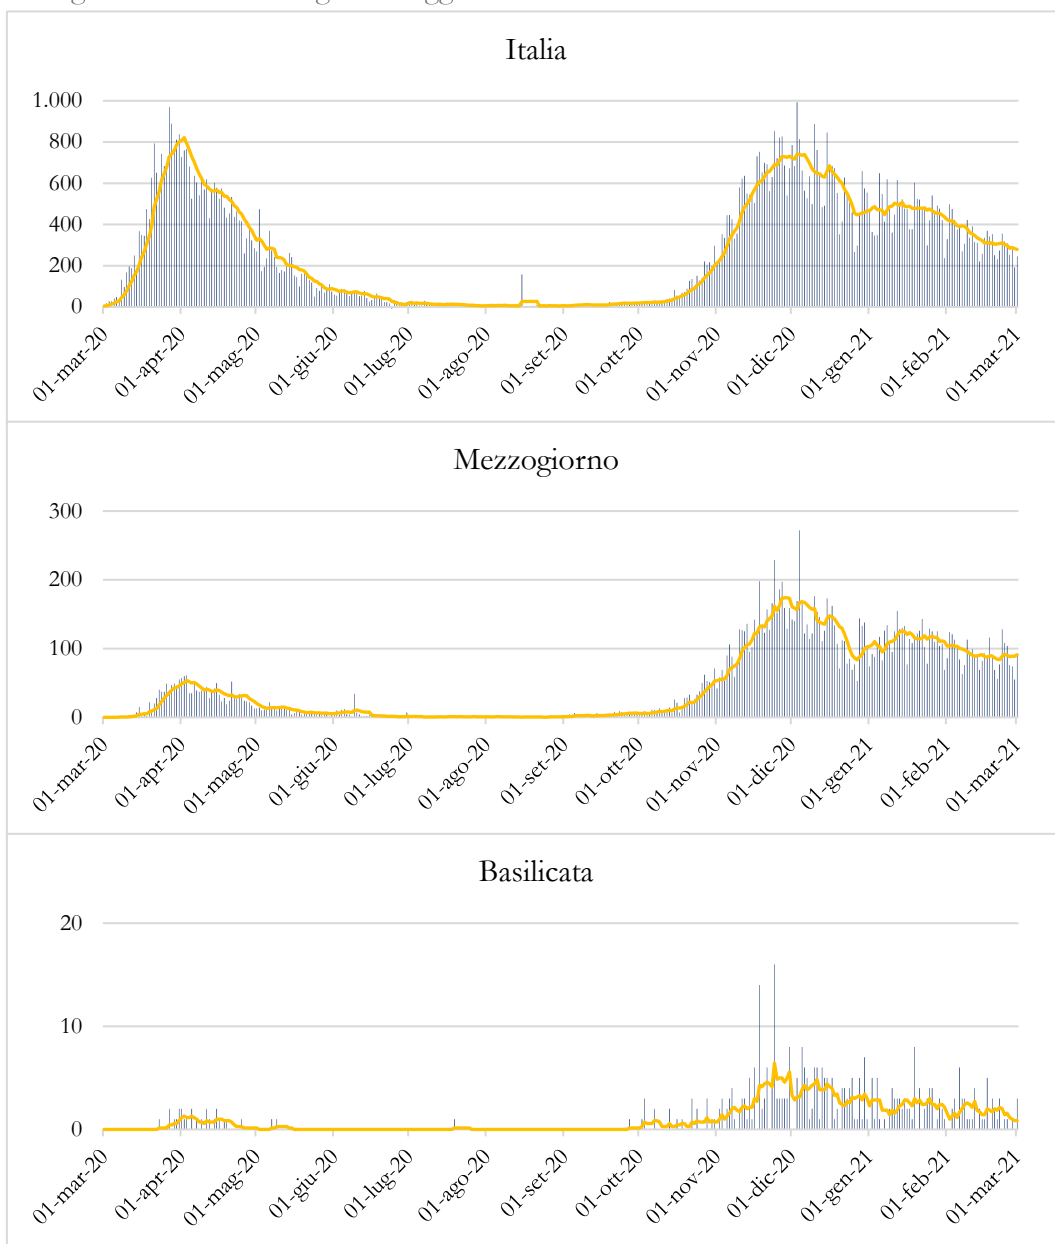 Italia
1.000
800
600
400
200
0
01-mar-20 01-apr-20 01-mag-20 01-giu-20 01-lug-20 01-ago-20 01-set-20 01-ott-20 01-nov-20 01-dic-20 01-gen-21 01-feb-21 01-mar-21
Mezzogiorno
300
200
100
0
01-mar-20 01-apr-20 01-mag-20 01-giu-20 01-lug-20 01-ago-20 01-set-20 01-ott-20 01-nov-20 01-dic-20 01-gen-21 01-feb-21 01-mar-21
Basilicata
20
10
0
01-mar-20 01-apr-20 01-mag-20 01-giu-20 01-lug-20 01-ago-20 01-set-20 01-ott-20 01-nov-20 01-dic-20 01-gen-21 01-feb-21 01-mar-21